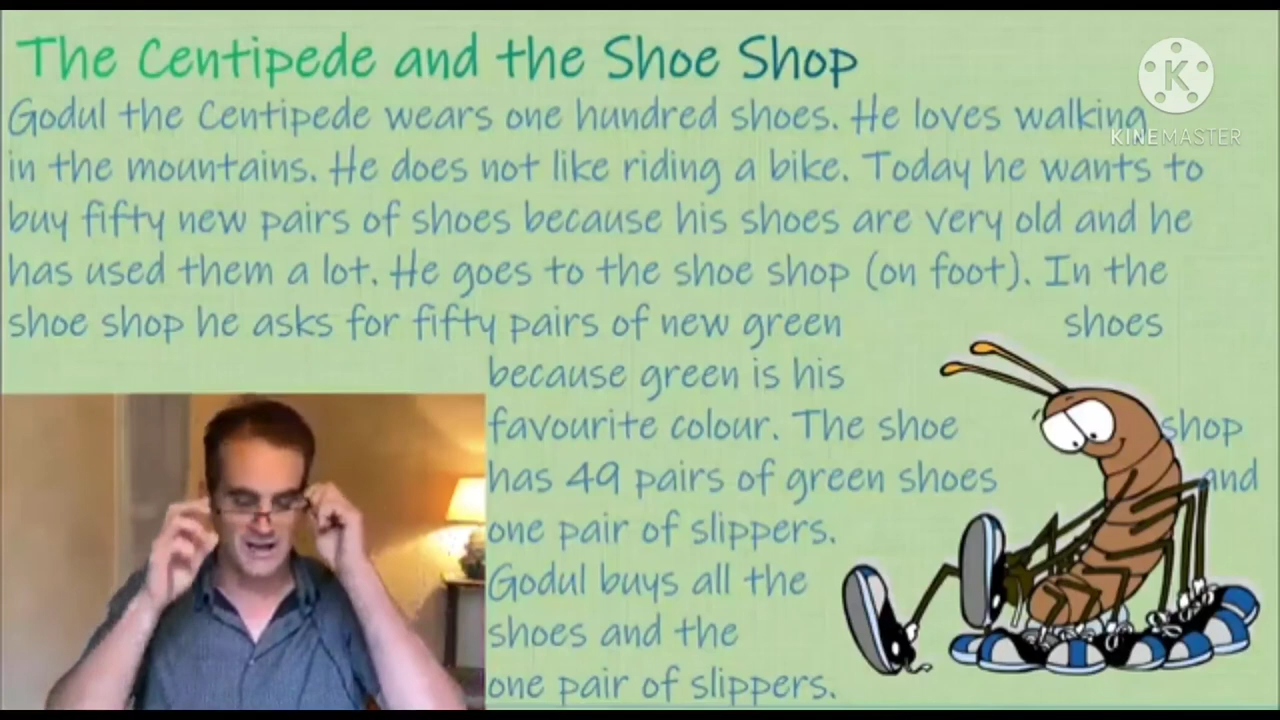 The Centipede and the Shoe Shop
Godul the Centipede wears one hundred shoes. He loves walking
in the mountains. He does not like riding a bike. Today he wants to
buy fifty new pairs of shoes because his shoes are very old and he
has used them a lot. He goes to the shoe shop (on foot). In the
shoe shop he asks for fifty pairs of new green shoes
because green is his
favourite colour. The shoe shop
has 49 pairs of green shoes and
one pair of slippers.
Godul buys all the
shoes and the
one pair of slippers.
K
KINEMASTER